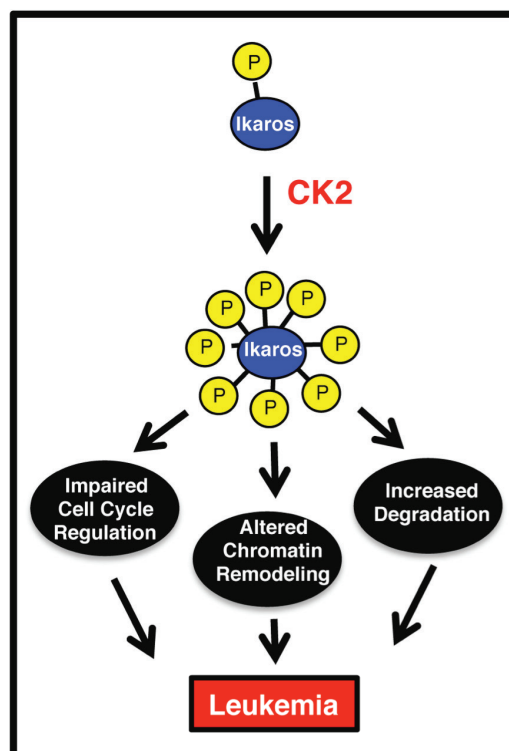 P
Ikaros
CK2
P
P
P
P
P
Ikaros
P
P
P
Impaired
Cell Cycle
Regulation
Altered
Chromatin
Remodeling
Increased
Degradation
Leukemia